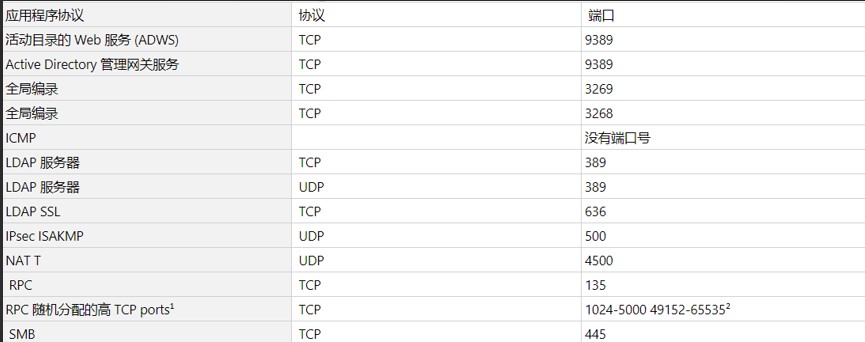 应用程序协议 协议 端口
活动目录的 Web 服务 (ADWS) TCP 9389
Active Directory 管理网关服务 TCP 9389
全局编录 TCP 3269
全局编录 TCP 3268
ICMP 没有端口号
LDAP 服务器 TCP 389
LDAP 服务器 UDP 389
LDAP SSL TCP 636
IPsec ISAKMP UDP 500
NAT T UDP 4500
RPC TCP 135
RPC 随机分配的高 TCP ports¹ TCP 1024-5000 49152-65535²
SMB TCP 445